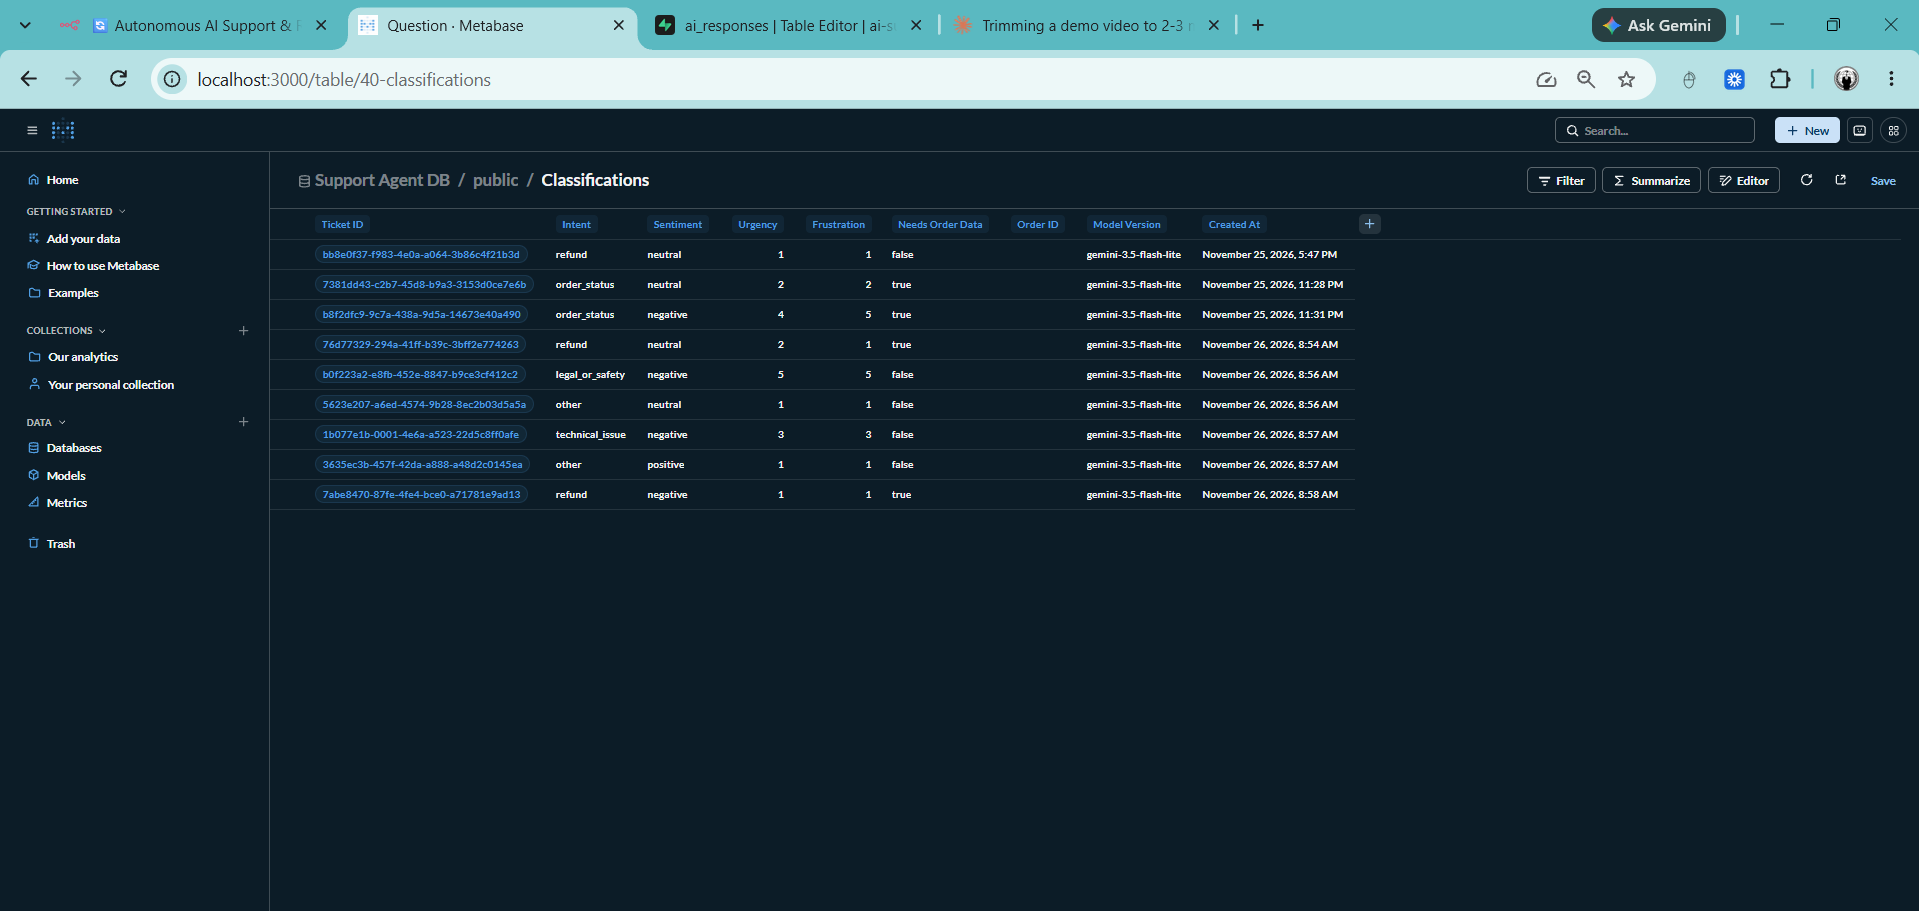 Autonomous AI Support &
Question · Metabase
ai_responses | Table Editor | ai-s
Trimming a demo video to 2-3
Ask Gemini
localhost:3000/table/40-classifications
Search...
New
Home
GETTING STARTED
Add your data
How to use Metabase
Examples
COLLECTIONS
Our analytics
Your personal collection
DATA
Databases
Models
Metrics
Trash
Support Agent DB / public / Classifications
Filter Summarize Editor Save
Ticket ID Intent Sentiment Urgency Frustration Needs Order Data Order ID Model Version Created At
bb8e0f37-f983-4e0a-a064-3b86c4f21b3d refund neutral 1 1 false gemini-3.5-flash-lite November 25, 2026, 5:47 PM
7381dd43-c2b7-45d8-b9a3-3153d0ce7e6b order_status neutral 2 2 true gemini-3.5-flash-lite November 25, 2026, 11:28 PM
b8f2dfc9-9c7a-438a-9d5a-14673e40a490 order_status negative 4 5 true gemini-3.5-flash-lite November 25, 2026, 11:31 PM
76d77329-294a-41ff-b39c-3bff2e774263 refund neutral 2 1 true gemini-3.5-flash-lite November 26, 2026, 8:54 AM
b0f223a2-e8fb-452e-8847-b9ce3cf412c2 legal_or_safety negative 5 5 false gemini-3.5-flash-lite November 26, 2026, 8:56 AM
5623e207-a6ed-4574-9b28-8ec2b03d5a5a other neutral 1 1 false gemini-3.5-flash-lite November 26, 2026, 8:56 AM
1b077e1b-0001-4e6a-a523-22d5c8ff0afe technical_issue negative 3 3 false gemini-3.5-flash-lite November 26, 2026, 8:57 AM
3635ec3b-457f-42da-a888-a48d2c0145ea other positive 1 1 false gemini-3.5-flash-lite November 26, 2026, 8:57 AM
7abe8470-87fe-4fe4-bce0-a71781e9ad13 refund negative 1 1 true gemini-3.5-flash-lite November 26, 2026, 8:58 AM